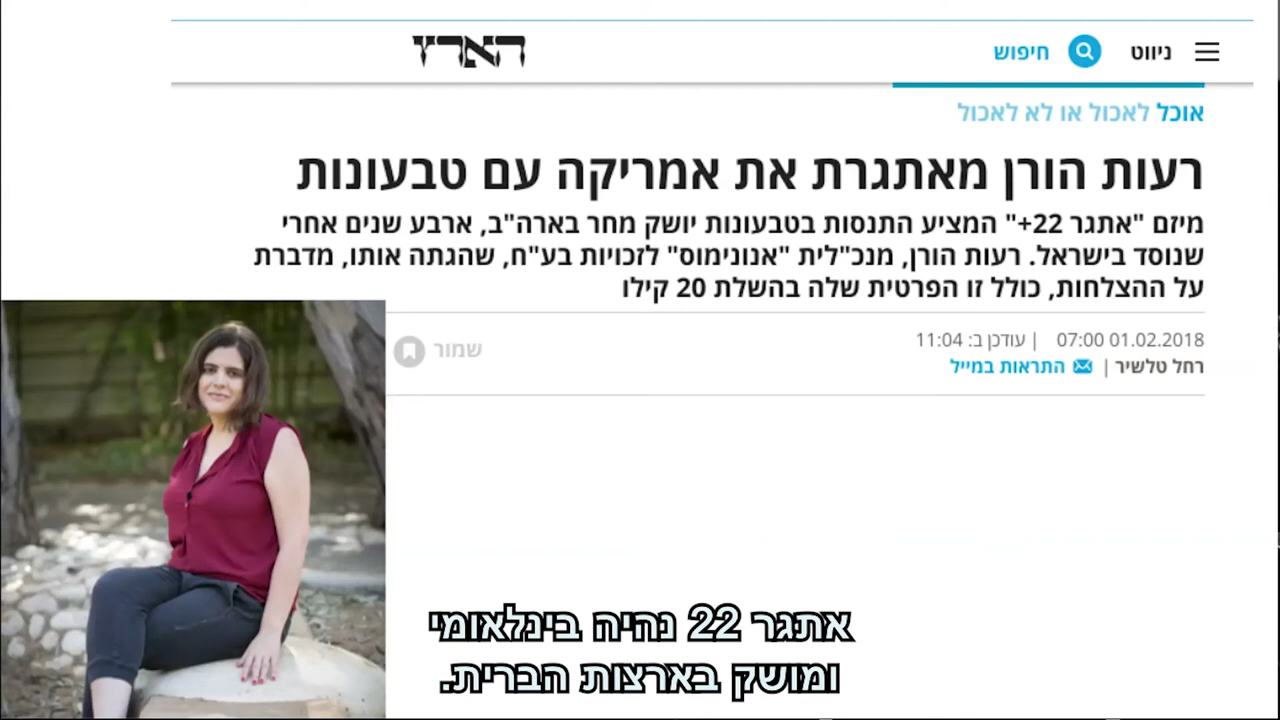 ניווט חיפוש הארץ
אוכל לאכול או לא לאכול
רעות הורן מאתגרת את אמריקה עם טבעונות
מיזם "אתגר 22+" המציע התנסות בטבעונות יושק מחר בארה"ב, ארבע שנים אחרי
שנוסד בישראל. רעות הורן, מנכ"לית "אנונימוס" לזכויות בע"ח, שהגתה אותו, מדברת
על ההצלחות, כולל זו הפרטית שלה בהשלת 20 קילו
01.02.2018 07:00 | עודכן ב: 11:04
שמור
רחל טלשיר | התראות במייל
אתגר 22 נהיה בינלאומי
ומושק בארצות הברית.